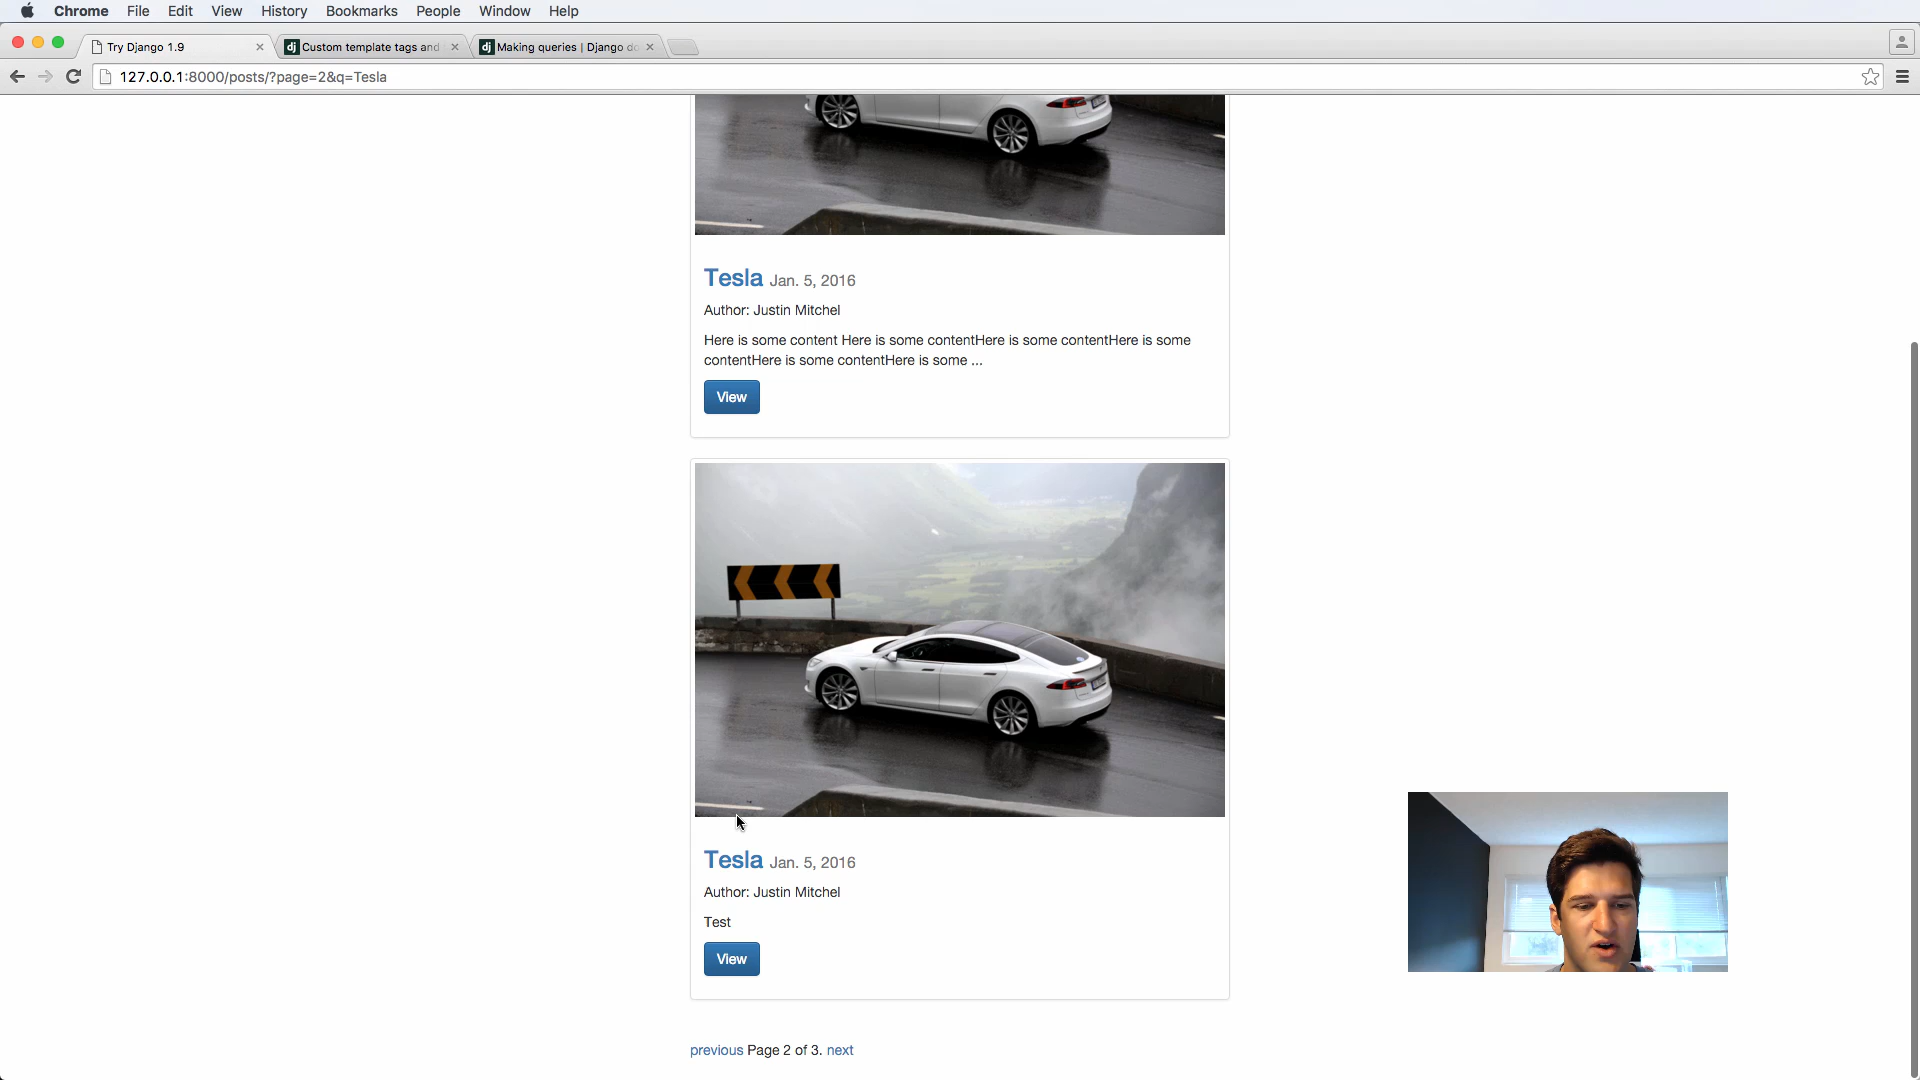 Chrome File Edit View History Bookmarks People Window Help
Try Django 1.9
dj Custom template tags and
dj Making queries | Django do
127.0.0.1:8000/posts/?page=2&q=Tesla
Tesla Jan. 5, 2016
Author: Justin Mitchel
Here is some content Here is some contentHere is some contentHere is some
contentHere is some contentHere is some ...
View
Tesla Jan. 5, 2016
Author: Justin Mitchel
Test
View
previous Page 2 of 3. next